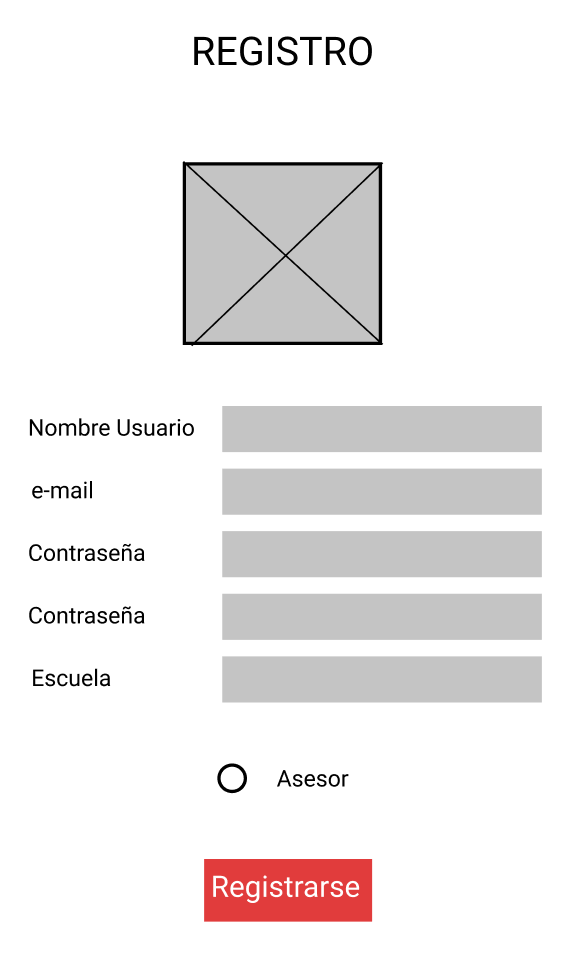 REGISTRO
Nombre Usuario
e-mail
Contraseña
Contraseña
Escuela
Asesor
Registrarse